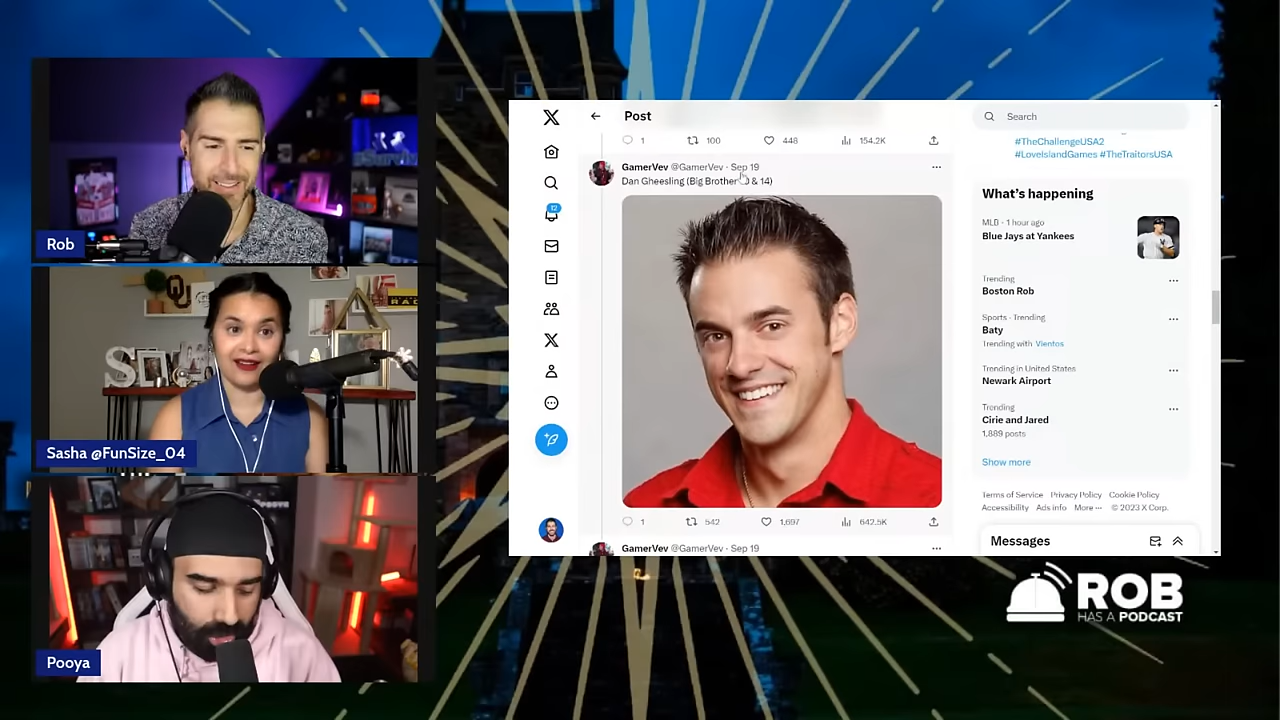 Rob
Sasha @FunSize_04
Pooya
Post
1 100 448 154.2K
GamerVev @GamerVev · Sep 19
Dan Gheesling (Big Brother & 14)
12
1 542 1,697 642.5K
GamerVev @GamerVev · Sep 19
Search
#TheChallengeUSA2
#LoveIslandGames #TheTraitorsUSA
What's happening
MLB · 1 hour ago
Blue Jays at Yankees
Trending
Boston Rob
Sports · Trending
Baty
Trending with Vientos
Trending in United States
Newark Airport
Trending
Cirie and Jared
1,889 posts
Show more
Terms of Service Privacy Policy Cookie Policy
Accessibility Ads info More ··· © 2023 X Corp.
Messages
ROB
HAS A PODCAST